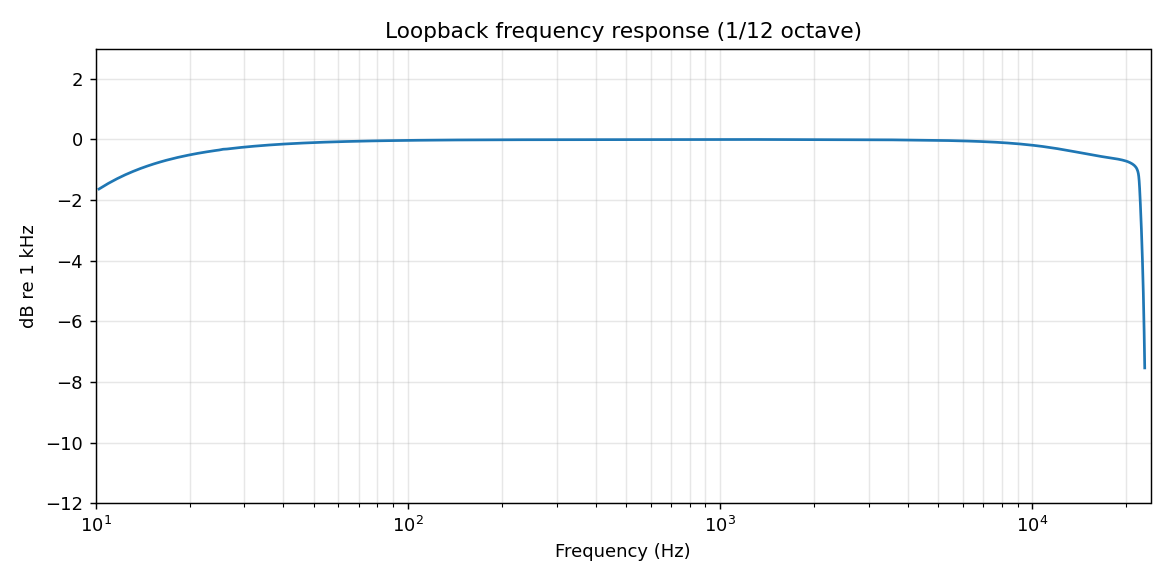 Loopback frequency response (1/12 octave)
dB re 1 kHz
2
0
−2
−4
−6
−8
−10
−12
10¹ 10² 10³ 10⁴
Frequency (Hz)